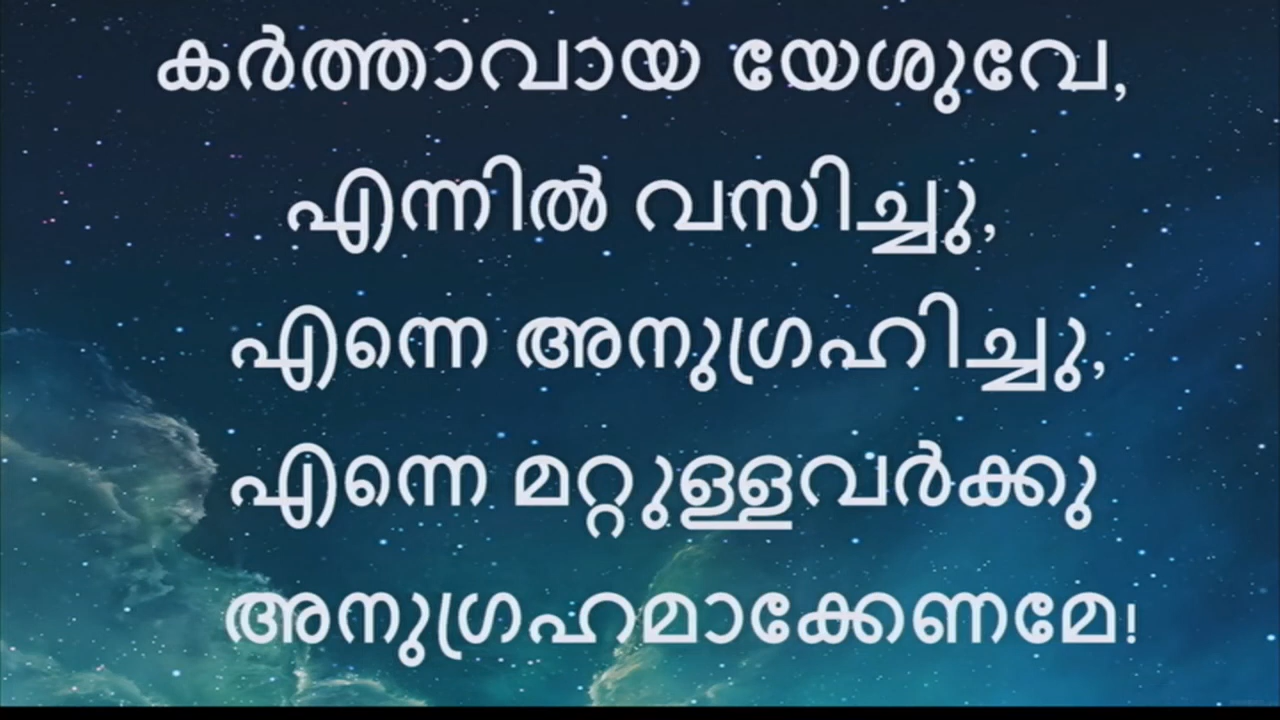 കർത്താവായ യേശുവേ,
എന്നിൽ വസിച്ചു,
എന്നെ അനുഗ്രഹിച്ചു,
എന്നെ മറ്റുള്ളവർക്കു
അനുഗ്രഹമാക്കേണമേ!